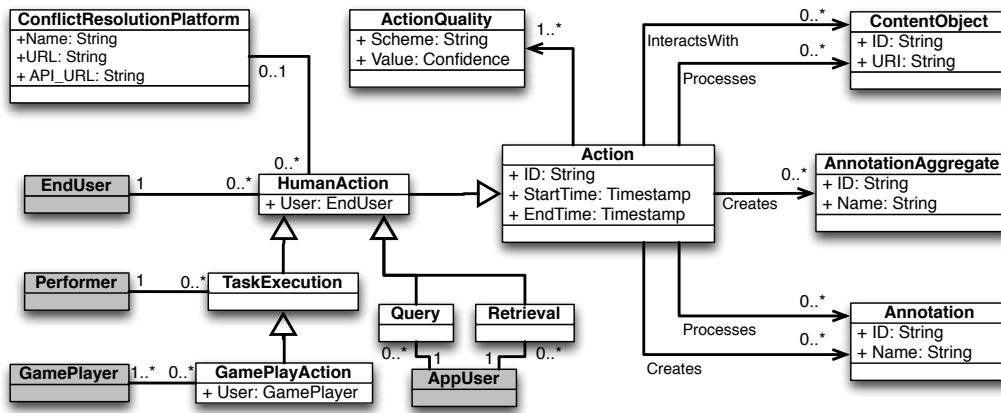 ConflictResolutionPlatform
+Name: String
+URL: String
+ API_URL: String
0..1
ActionQuality
+ Scheme: String
+ Value: Confidence
1..*
InteractsWith
0..*
Processes
0..*
ContentObject
+ ID: String
+ URI: String
EndUser
1
0..*
0..*
HumanAction
+ User: EndUser
Action
+ ID: String
+ StartTime: Timestamp
+ EndTime: Timestamp
Creates
0..*
AnnotationAggregate
+ ID: String
+ Name: String
Performer
1
0..*
TaskExecution
Query
Retrieval
0..*
1
1
0..*
AppUser
Processes
0..*
Creates
0..*
Annotation
+ ID: String
+ Name: String
GamePlayer
1..*
0..*
GamePlayAction
+ User: GamePlayer